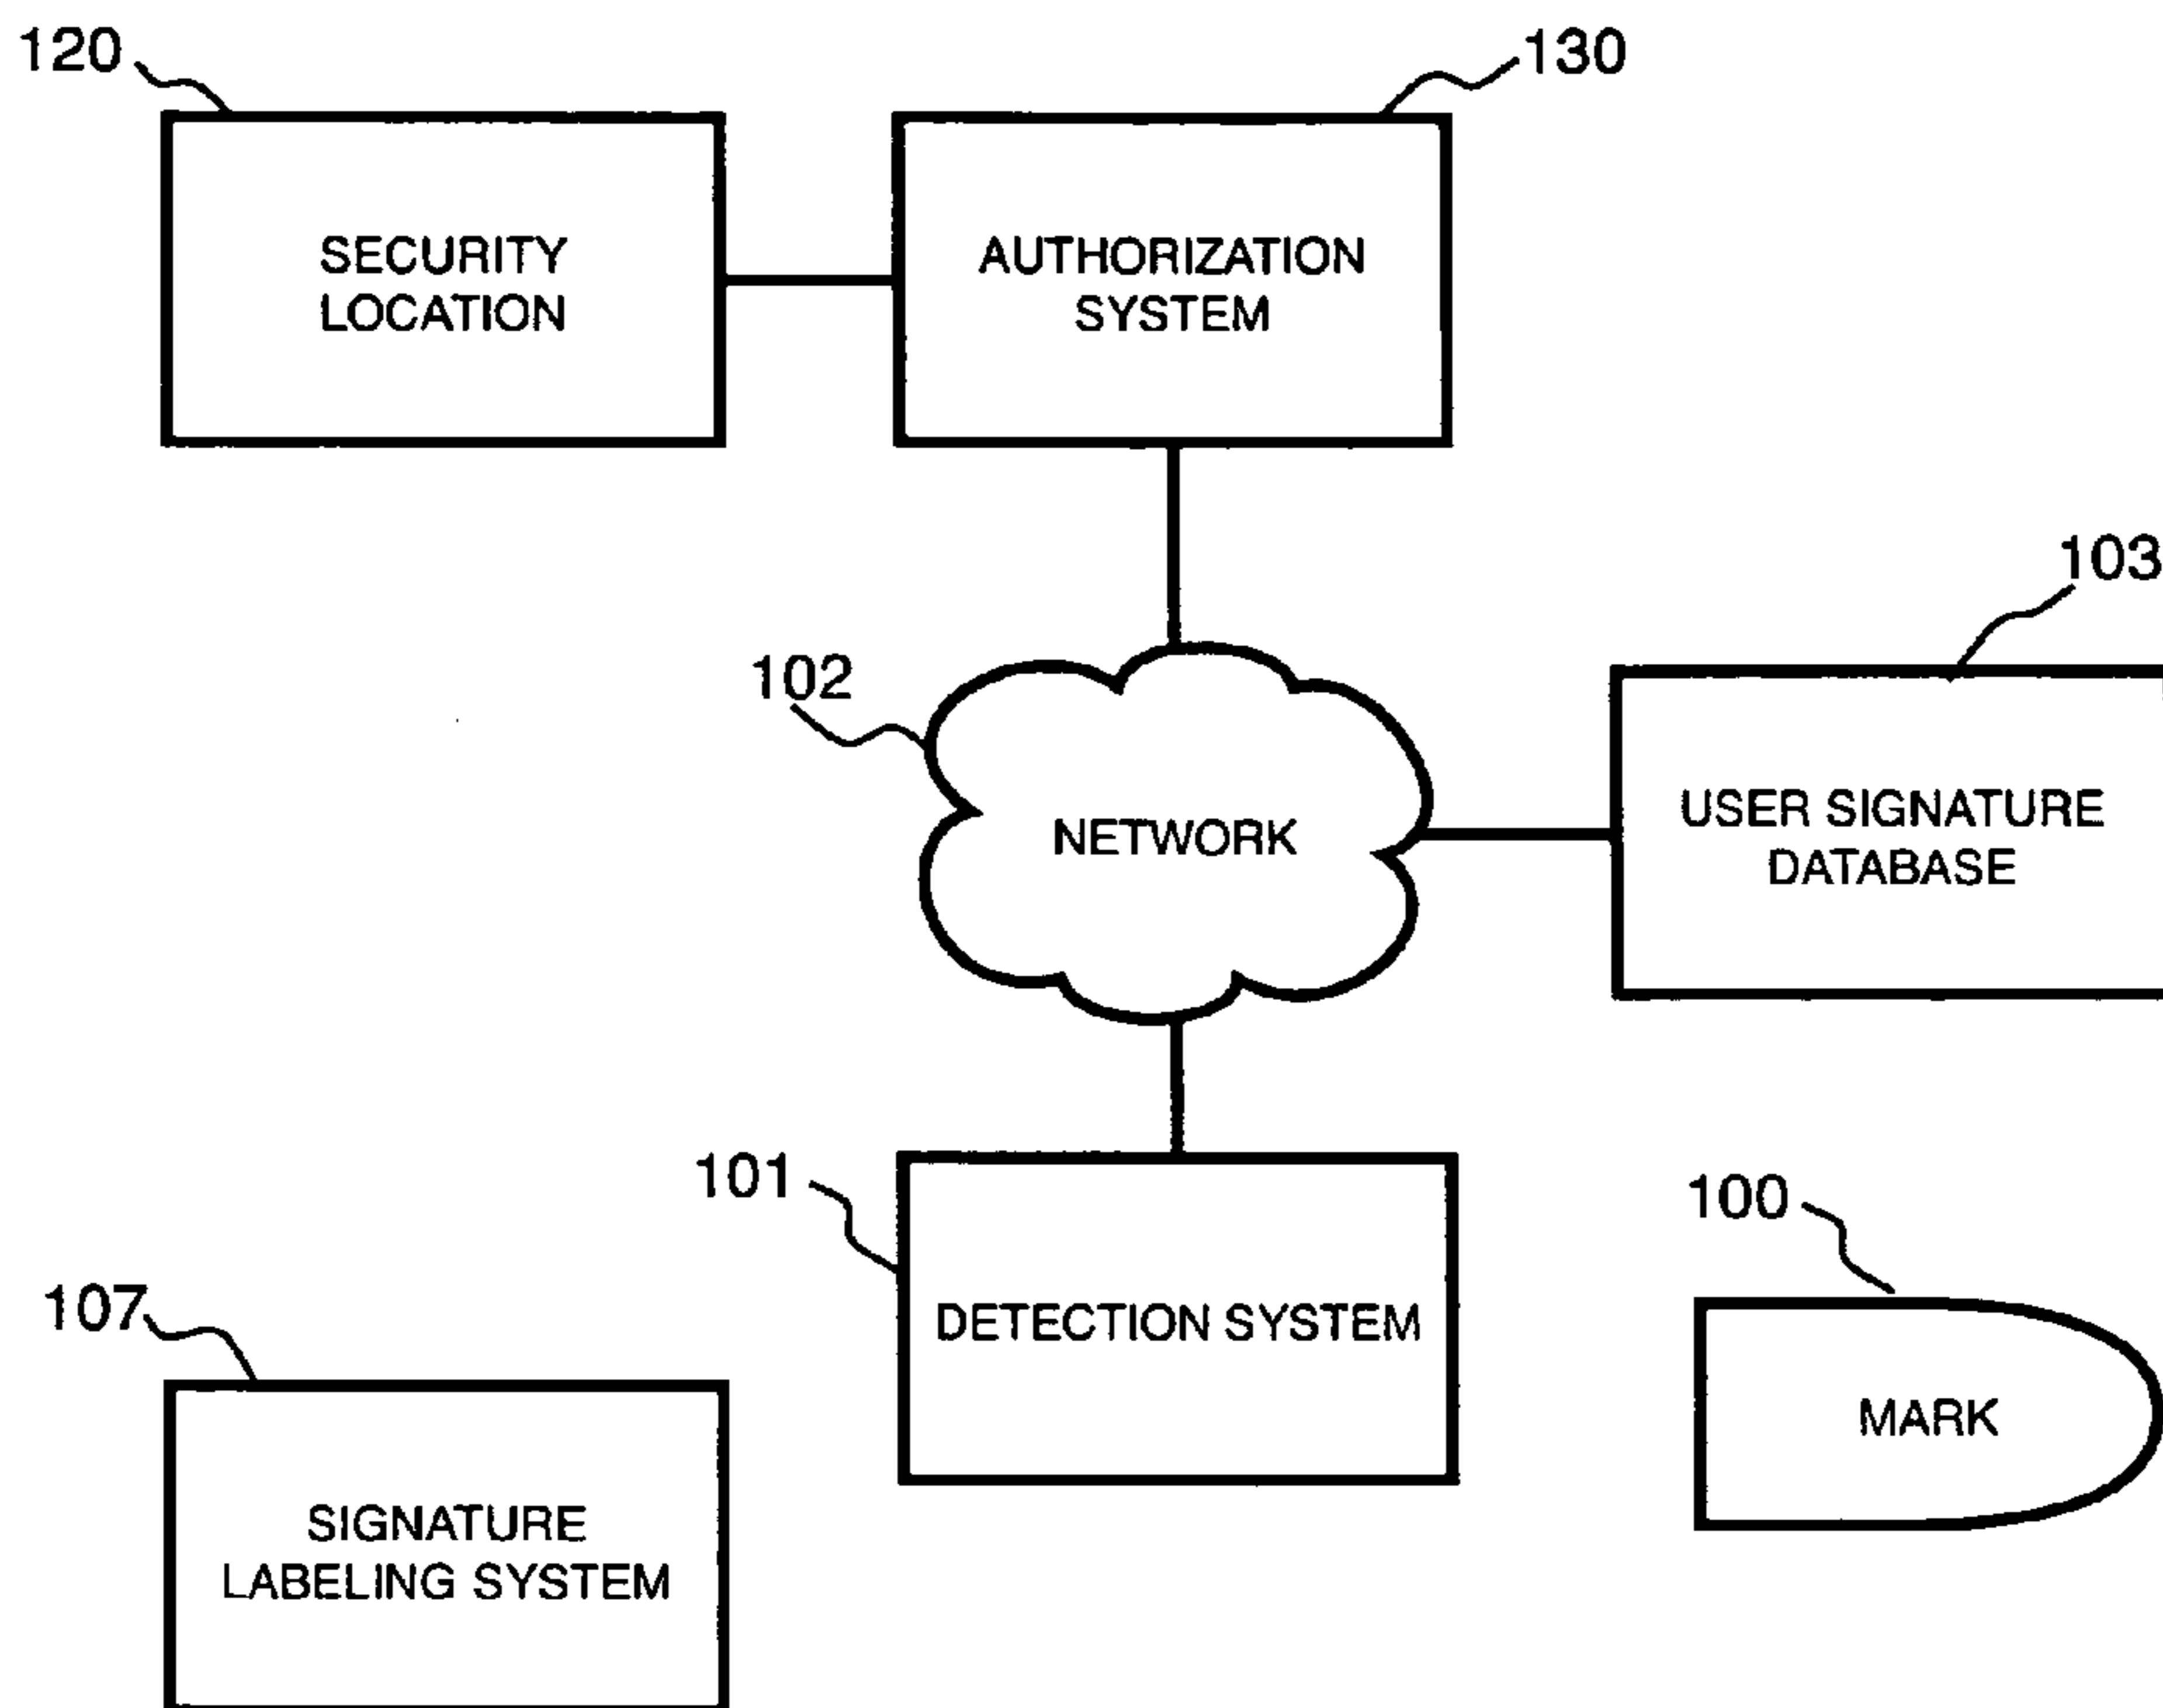 120
130
SECURITY
LOCATION
AUTHORIZATION
SYSTEM
103
102
USER SIGNATURE
DATABASE
NETWORK
101
100
DETECTION SYSTEM
107
MARK
SIGNATURE
LABELING SYSTEM